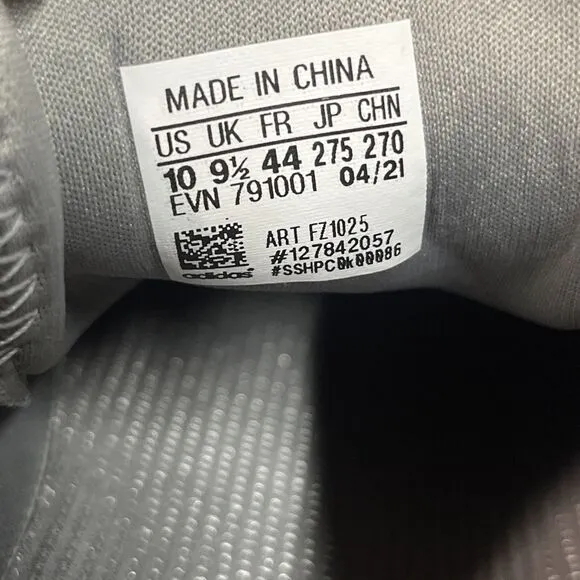 MADE IN CHINA
US UK FR JP CHN
10 9½ 44 275 270
EVN 791001 04/21
ART FZ1025
#127842057
adidas #SSHPC0k00086